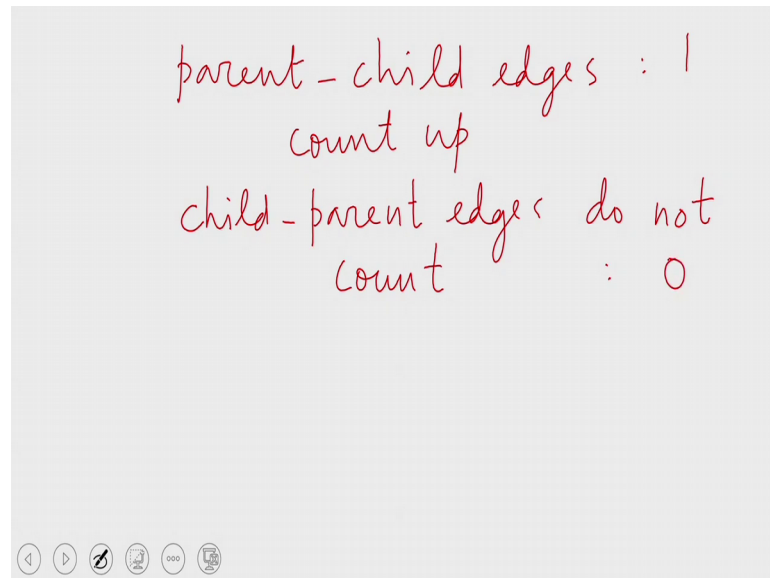 parent - child edges : 1
count up
child - parent edges do not
count : 0